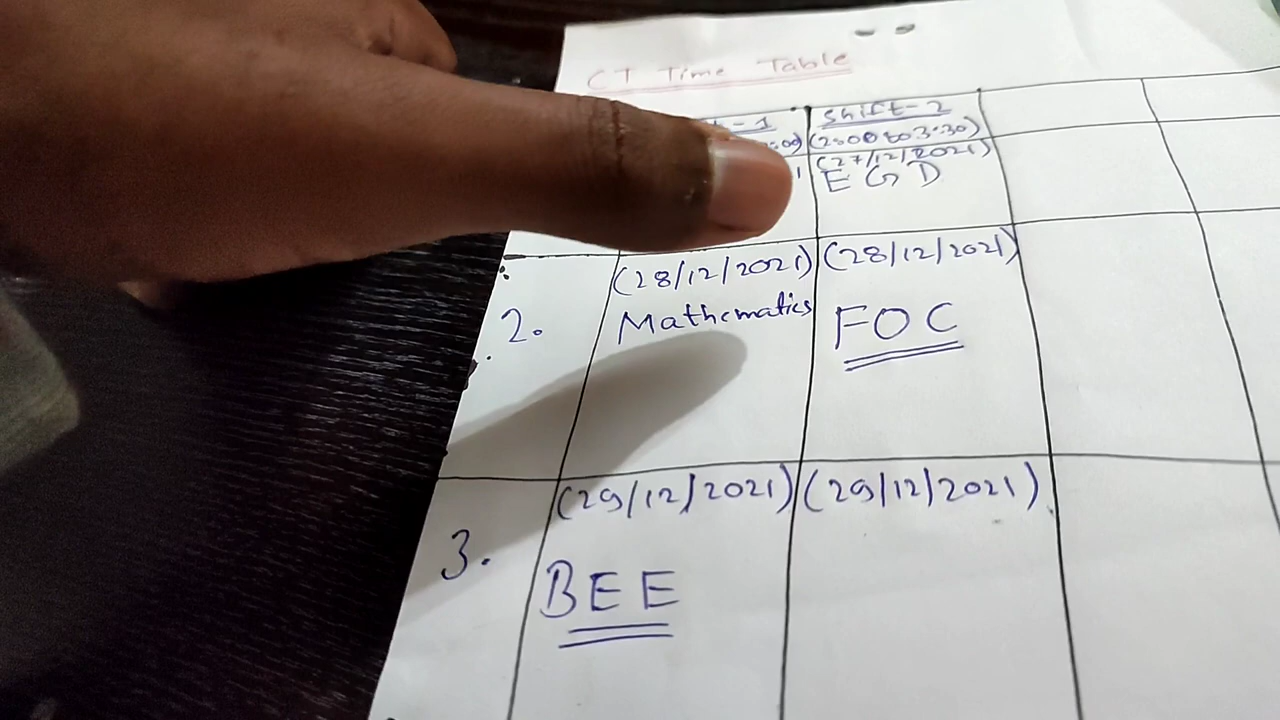 CT Time Table
t-1 shift-2
(2:00 to 3:30)
(27/12/2021)
EGD
2. (28/12/2021) (28/12/2021)
Mathematics FOC
(29/12/2021) (29/12/2021)
3. BEE